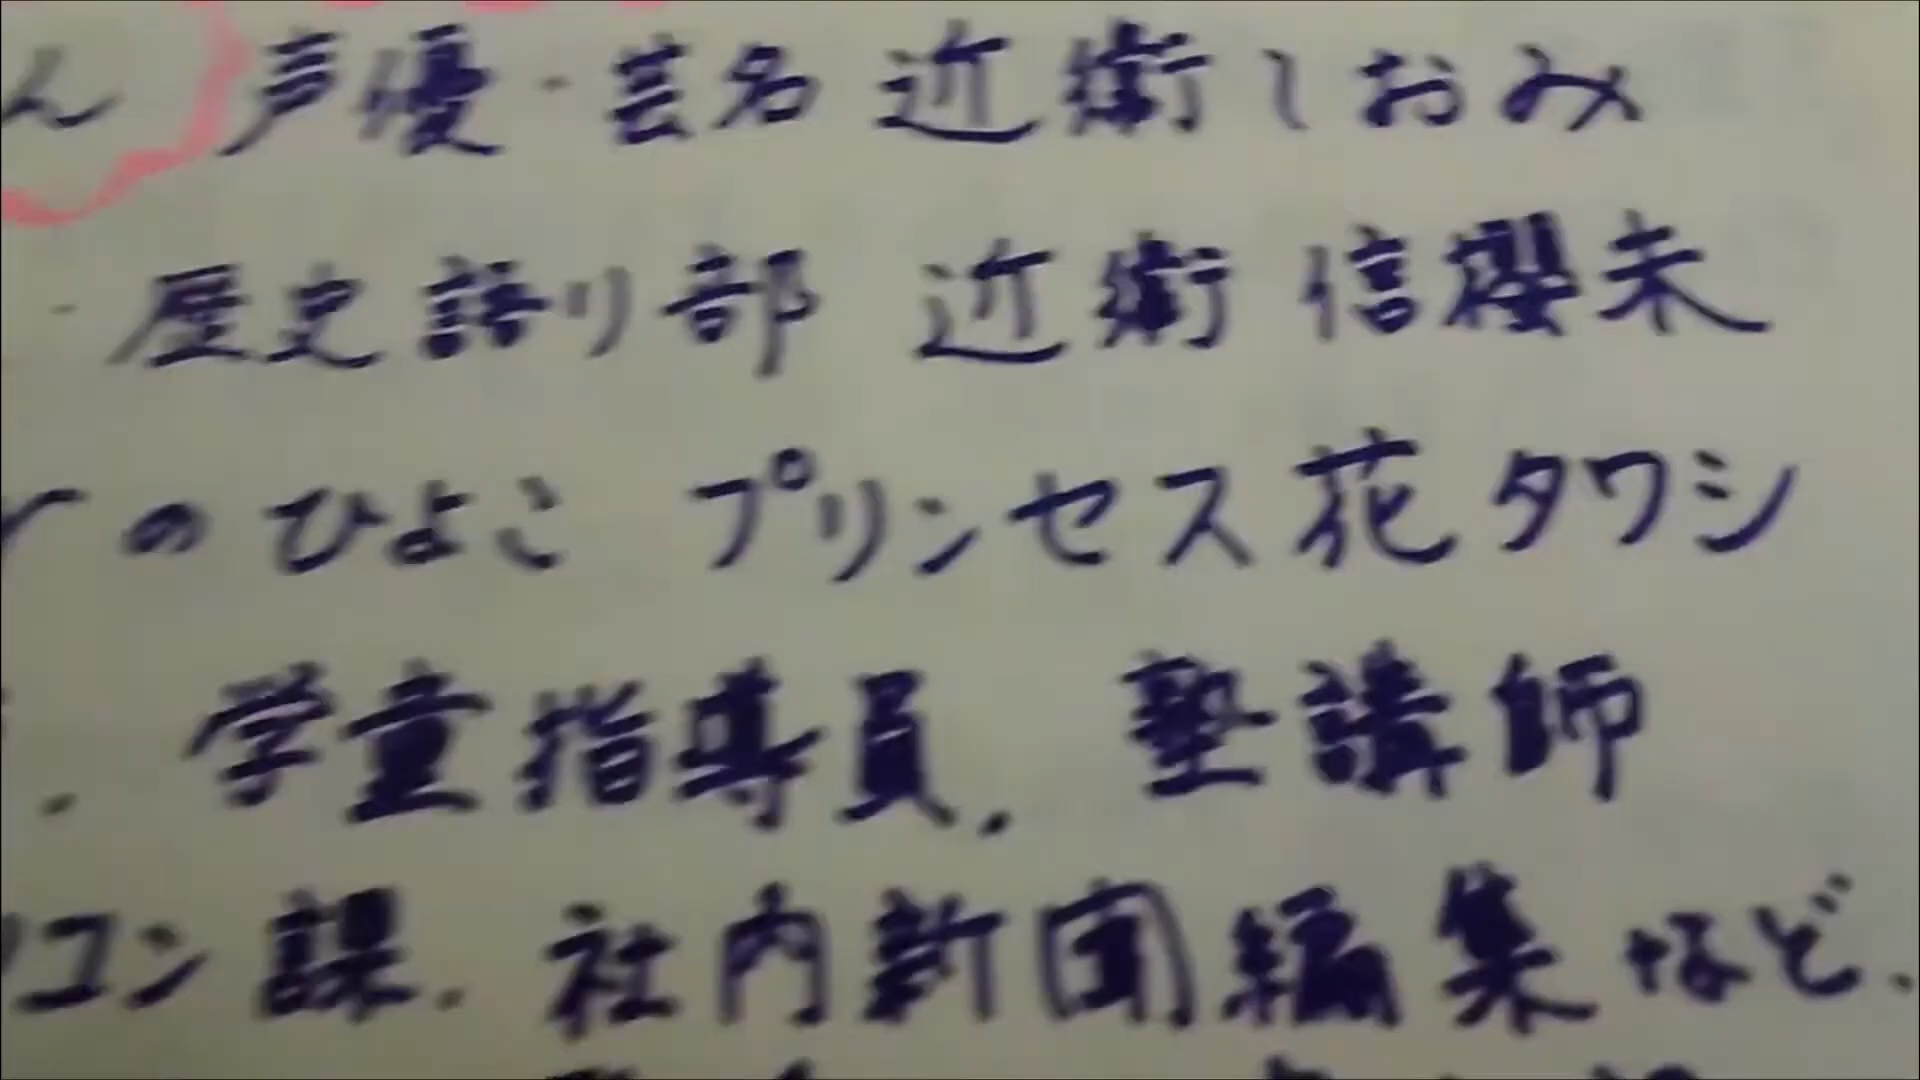 ん 声優・芸名 近衛しおみ
・歴史語り部 近衛信櫻未
のひよこ プリンセス花タワシ
. 学童指導員. 塾講師
コン課. 社内新聞編集など.